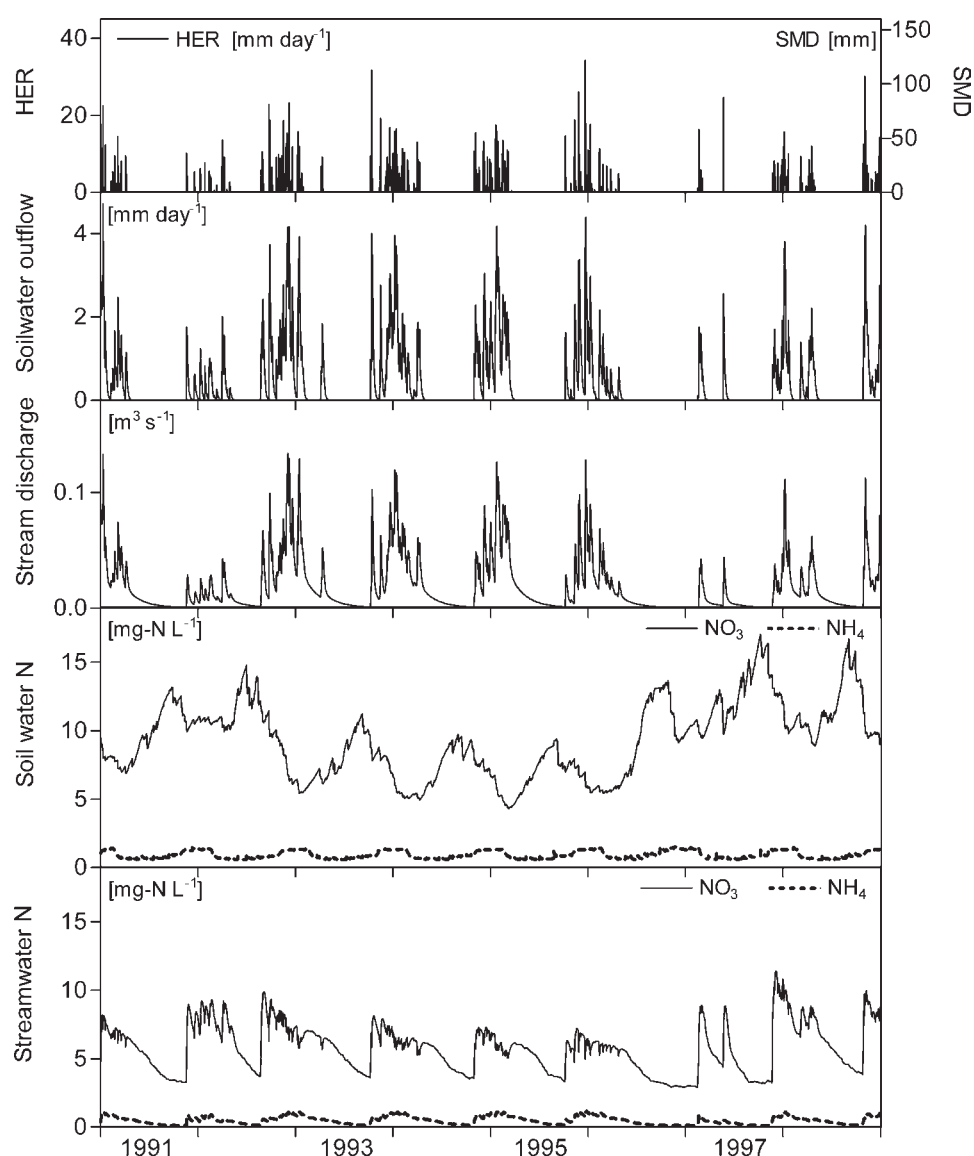 HER [mm day⁻¹] SMD [mm]
HER
40
20
0
150
100
50
0
SMD
[mm day⁻¹]
Soilwater outflow
4
2
0
[m³ s⁻¹]
Stream discharge
0.1
0.0
[mg-N L⁻¹] NO₃ NH₄
Soil water N
15
10
5
0
[mg-N L⁻¹] NO₃ NH₄
Streamwater N
15
10
5
0
1991 1993 1995 1997